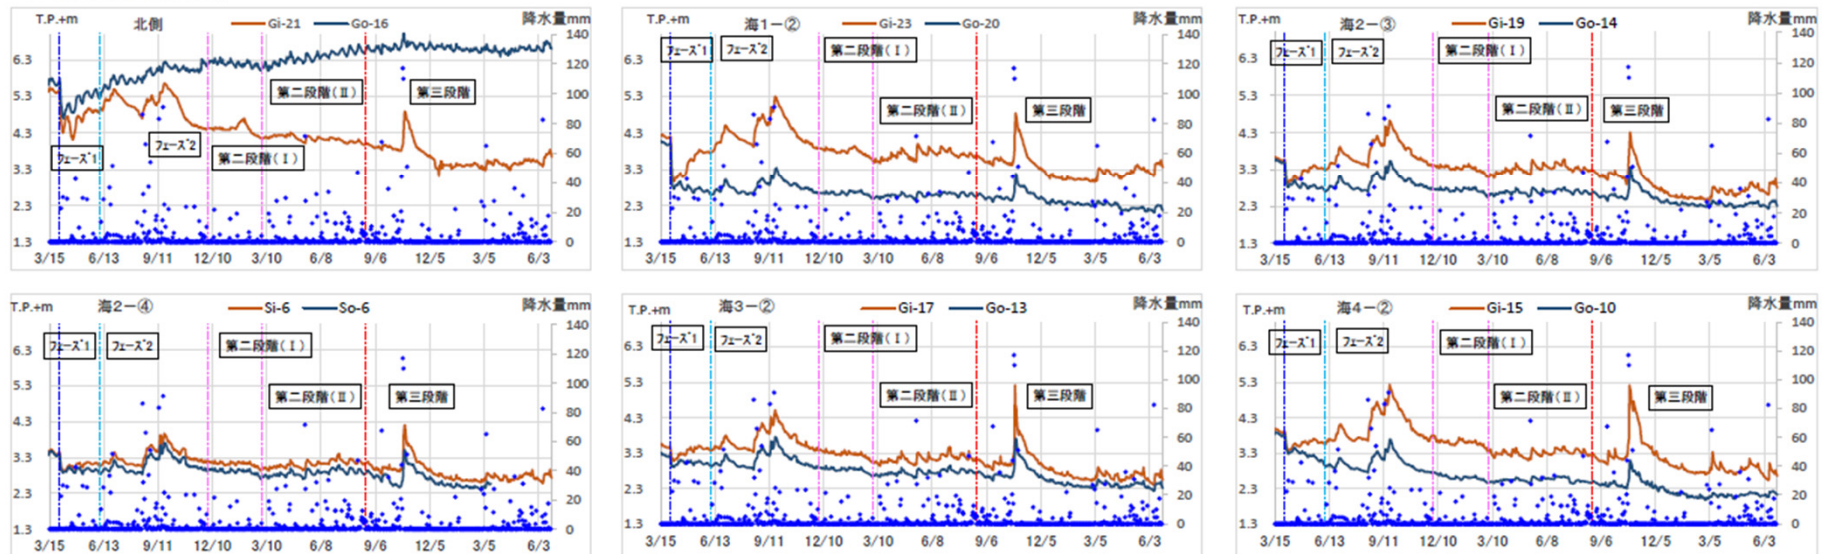 T.P.+m 北側 Gi-21 Go-16 降水量mm
140
6.3 120
5.3 第二段階(Ⅱ) 第三段階 100
4.3 80
ﾌｪｰｽﾞ1 ﾌｪｰｽﾞ2 第二段階(Ⅰ)
3.3 60
40
2.3 20
1.3 0
3/15 6/13 9/11 12/10 3/10 6/8 9/6 12/5 3/5 6/3
T.P.+m 海1-② Gi-23 Go-20 降水量mm
140
ﾌｪｰｽﾞ1 ﾌｪｰｽﾞ2 第二段階(Ⅰ)
6.3 120
5.3 第二段階(Ⅱ) 第三段階 100
4.3 80
3.3 60
40
2.3 20
1.3 0
3/15 6/13 9/11 12/10 3/10 6/8 9/6 12/5 3/5 6/3
T.P.+m 海2-③ Gi-19 Go-14 降水量mm
140
ﾌｪｰｽﾞ1 ﾌｪｰｽﾞ2 第二段階(Ⅰ)
6.3 120
5.3 第二段階(Ⅱ) 第三段階 100
4.3 80
3.3 60
40
2.3 20
1.3 0
3/15 6/13 9/11 12/10 3/10 6/8 9/6 12/5 3/5 6/3
T.P.+m 海2-④ Si-6 So-6 降水量mm
140
ﾌｪｰｽﾞ1 ﾌｪｰｽﾞ2 第二段階(Ⅰ)
6.3 120
5.3 第二段階(Ⅱ) 第三段階 100
4.3 80
3.3 60
40
2.3 20
1.3 0
3/15 6/13 9/11 12/10 3/10 6/8 9/6 12/5 3/5 6/3
T.P.+m 海3-② Gi-17 Go-13 降水量mm
140
ﾌｪｰｽﾞ1 ﾌｪｰｽﾞ2 第二段階(Ⅰ)
6.3 120
5.3 第二段階(Ⅱ) 第三段階 100
4.3 80
3.3 60
40
2.3 20
1.3 0
3/15 6/13 9/11 12/10 3/10 6/8 9/6 12/5 3/5 6/3
T.P.+m 海4-② Gi-15 Go-10 降水量mm
140
ﾌｪｰｽﾞ1 ﾌｪｰｽﾞ2 第二段階(Ⅰ)
6.3 120
5.3 第二段階(Ⅱ) 第三段階 100
4.3 80
3.3 60
40
2.3 20
1.3 0
3/15 6/13 9/11 12/10 3/10 6/8 9/6 12/5 3/5 6/3